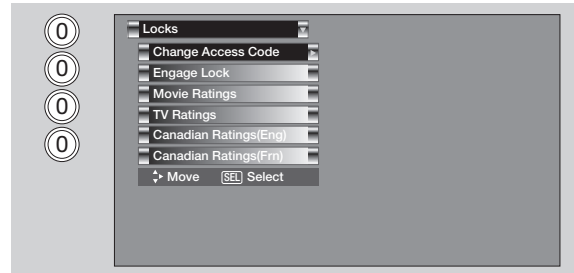 0
0
0
0
Locks
Change Access Code
Engage Lock
Movie Ratings
TV Ratings
Canadian Ratings(Eng)
Canadian Ratings(Frn)
Move SEL Select